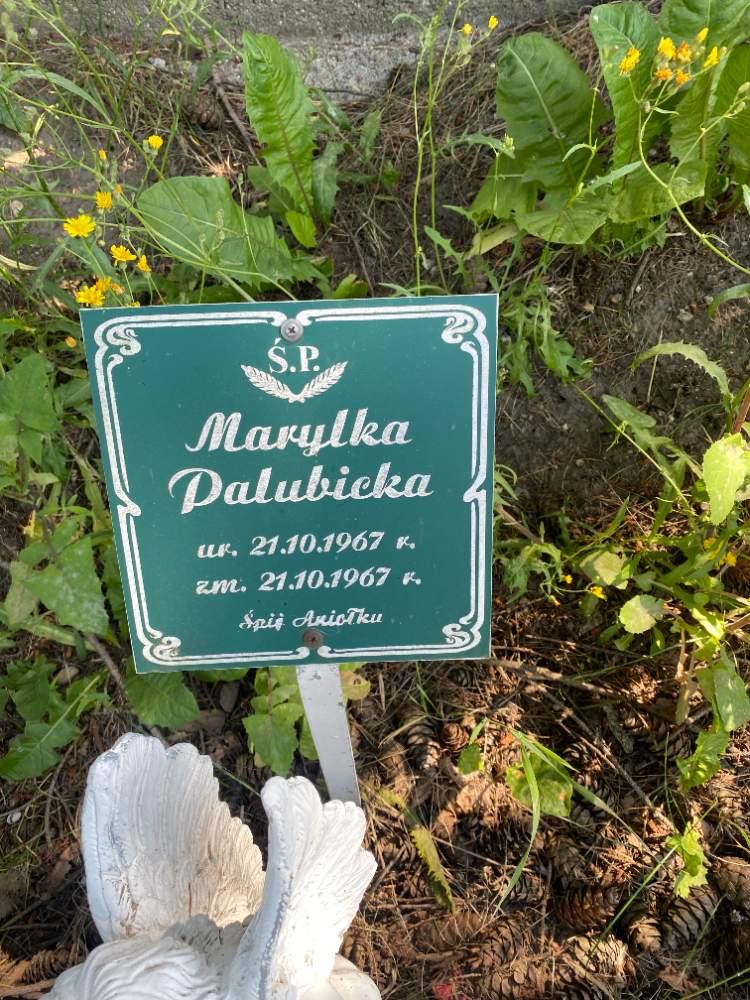 Ś.P.
Marylka
Palubicka
ur. 21.10.1967 r.
zm. 21.10.1967 r.
Śpij Aniołku